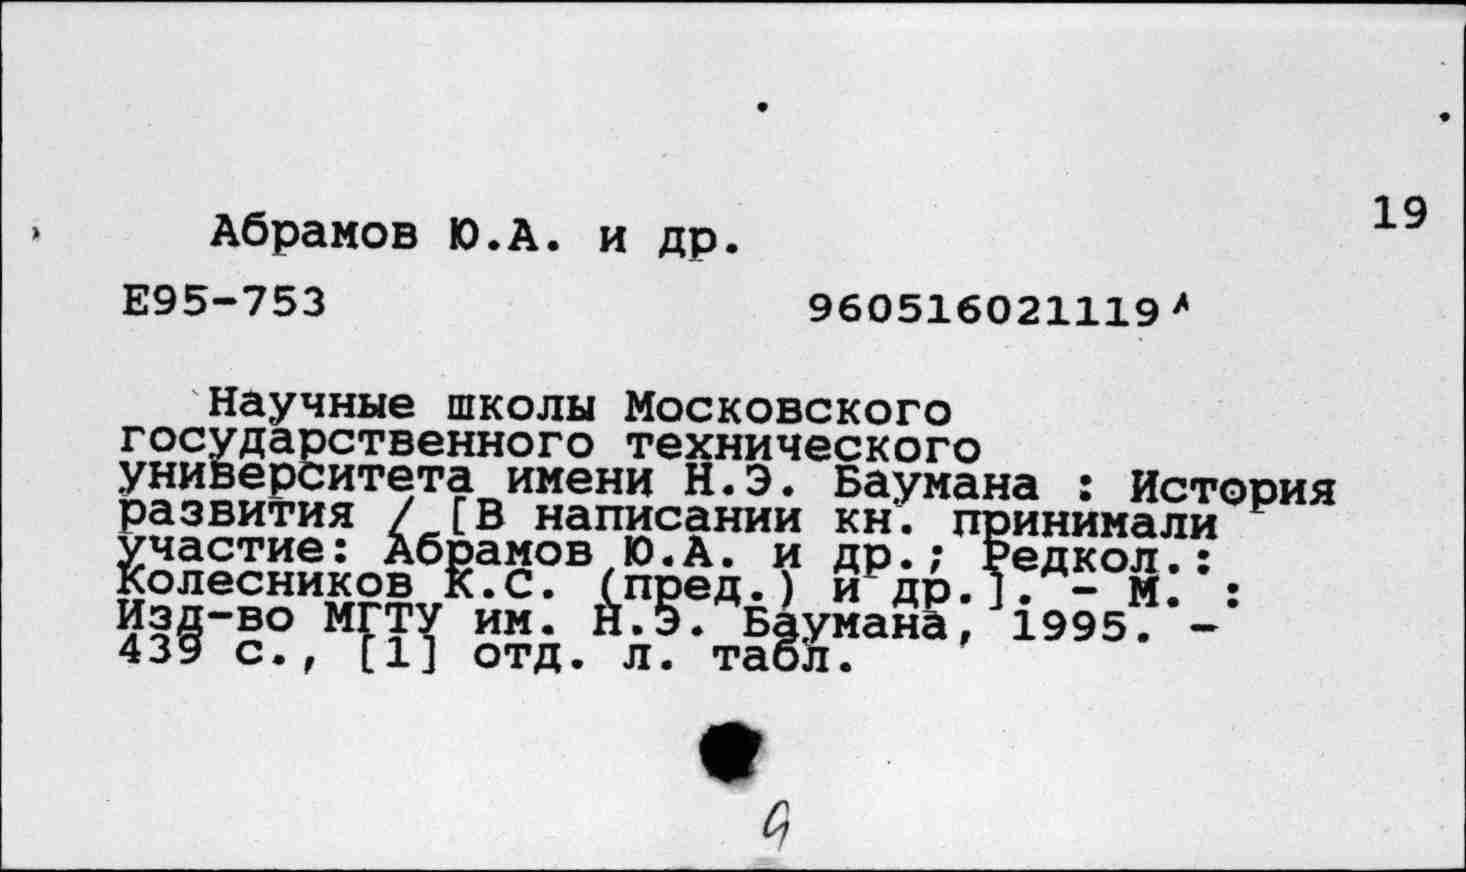 19
Абрамов Ю.А. и др.
Е95-753 960516021119
Научные школы Московского
государственного технического
университета имени Н.Э. Баумана : История
развития / [В написании кн. принимали
участие: Абрамов Ю.А. и др.; Редкол.:
Колесников К.С. (пред.) и др.]. - М. :
Изд-во МГТУ им. Н.Э. Баумана, 1995. -
439 с., [1] отд. л. табл.